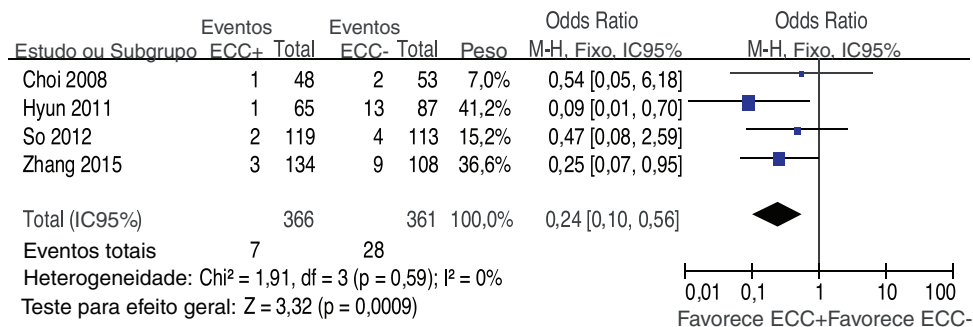 Eventos Eventos Odds Ratio Odds Ratio
Estudo ou Subgrupo ECC+ Total ECC- Total Peso M-H, Fixo, IC95% M-H, Fixo, IC95%
Choi 2008 1 48 2 53 7,0% 0,54 [0,05, 6,18]
Hyun 2011 1 65 13 87 41,2% 0,09 [0,01, 0,70]
So 2012 2 119 4 113 15,2% 0,47 [0,08, 2,59]
Zhang 2015 3 134 9 108 36,6% 0,25 [0,07, 0,95]
Total (IC95%) 366 361 100,0% 0,24 [0,10, 0,56]
Eventos totais 7 28
Heterogeneidade: Chi² = 1,91, df = 3 (p = 0,59); I² = 0%
Teste para efeito geral: Z = 3,32 (p = 0,0009)
0,01 0,1 1 10 100
Favorece ECC+Favorece ECC-